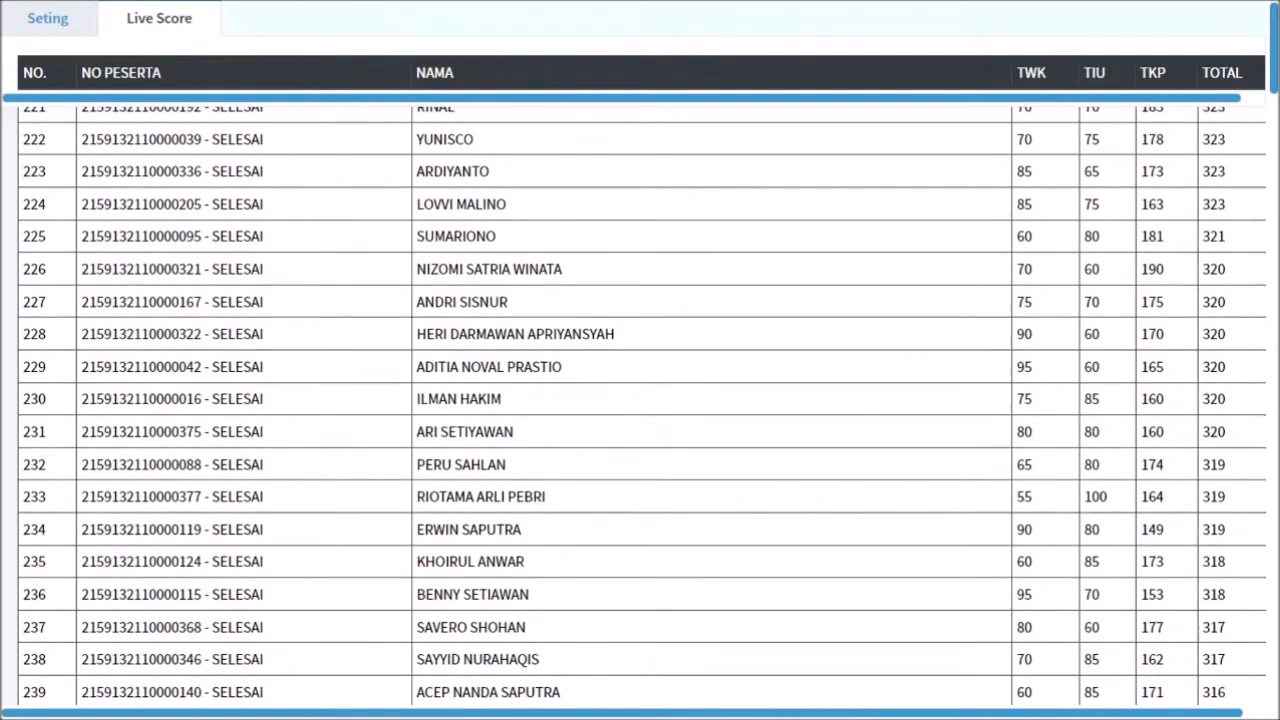 Seting Live Score
NO. NO PESERTA NAMA TWK TIU TKP TOTAL
221 2159132110000192 - SELESAI RINAL 70 70 183 323
222 2159132110000039 - SELESAI YUNISCO 70 75 178 323
223 2159132110000336 - SELESAI ARDIYANTO 85 65 173 323
224 2159132110000205 - SELESAI LOVVI MALINO 85 75 163 323
225 2159132110000095 - SELESAI SUMARIONO 60 80 181 321
226 2159132110000321 - SELESAI NIZOMI SATRIA WINATA 70 60 190 320
227 2159132110000167 - SELESAI ANDRI SISNUR 75 70 175 320
228 2159132110000322 - SELESAI HERI DARMAWAN APRIYANSYAH 90 60 170 320
229 2159132110000042 - SELESAI ADITIA NOVAL PRASTIO 95 60 165 320
230 2159132110000016 - SELESAI ILMAN HAKIM 75 85 160 320
231 2159132110000375 - SELESAI ARI SETIYAWAN 80 80 160 320
232 2159132110000088 - SELESAI PERU SAHLAN 65 80 174 319
233 2159132110000377 - SELESAI RIOTAMA ARLI PEBRI 55 100 164 319
234 2159132110000119 - SELESAI ERWIN SAPUTRA 90 80 149 319
235 2159132110000124 - SELESAI KHOIRUL ANWAR 60 85 173 318
236 2159132110000115 - SELESAI BENNY SETIAWAN 95 70 153 318
237 2159132110000368 - SELESAI SAVERO SHOHAN 80 60 177 317
238 2159132110000346 - SELESAI SAYYID NURAHAQIS 70 85 162 317
239 2159132110000140 - SELESAI ACEP NANDA SAPUTRA 60 85 171 316